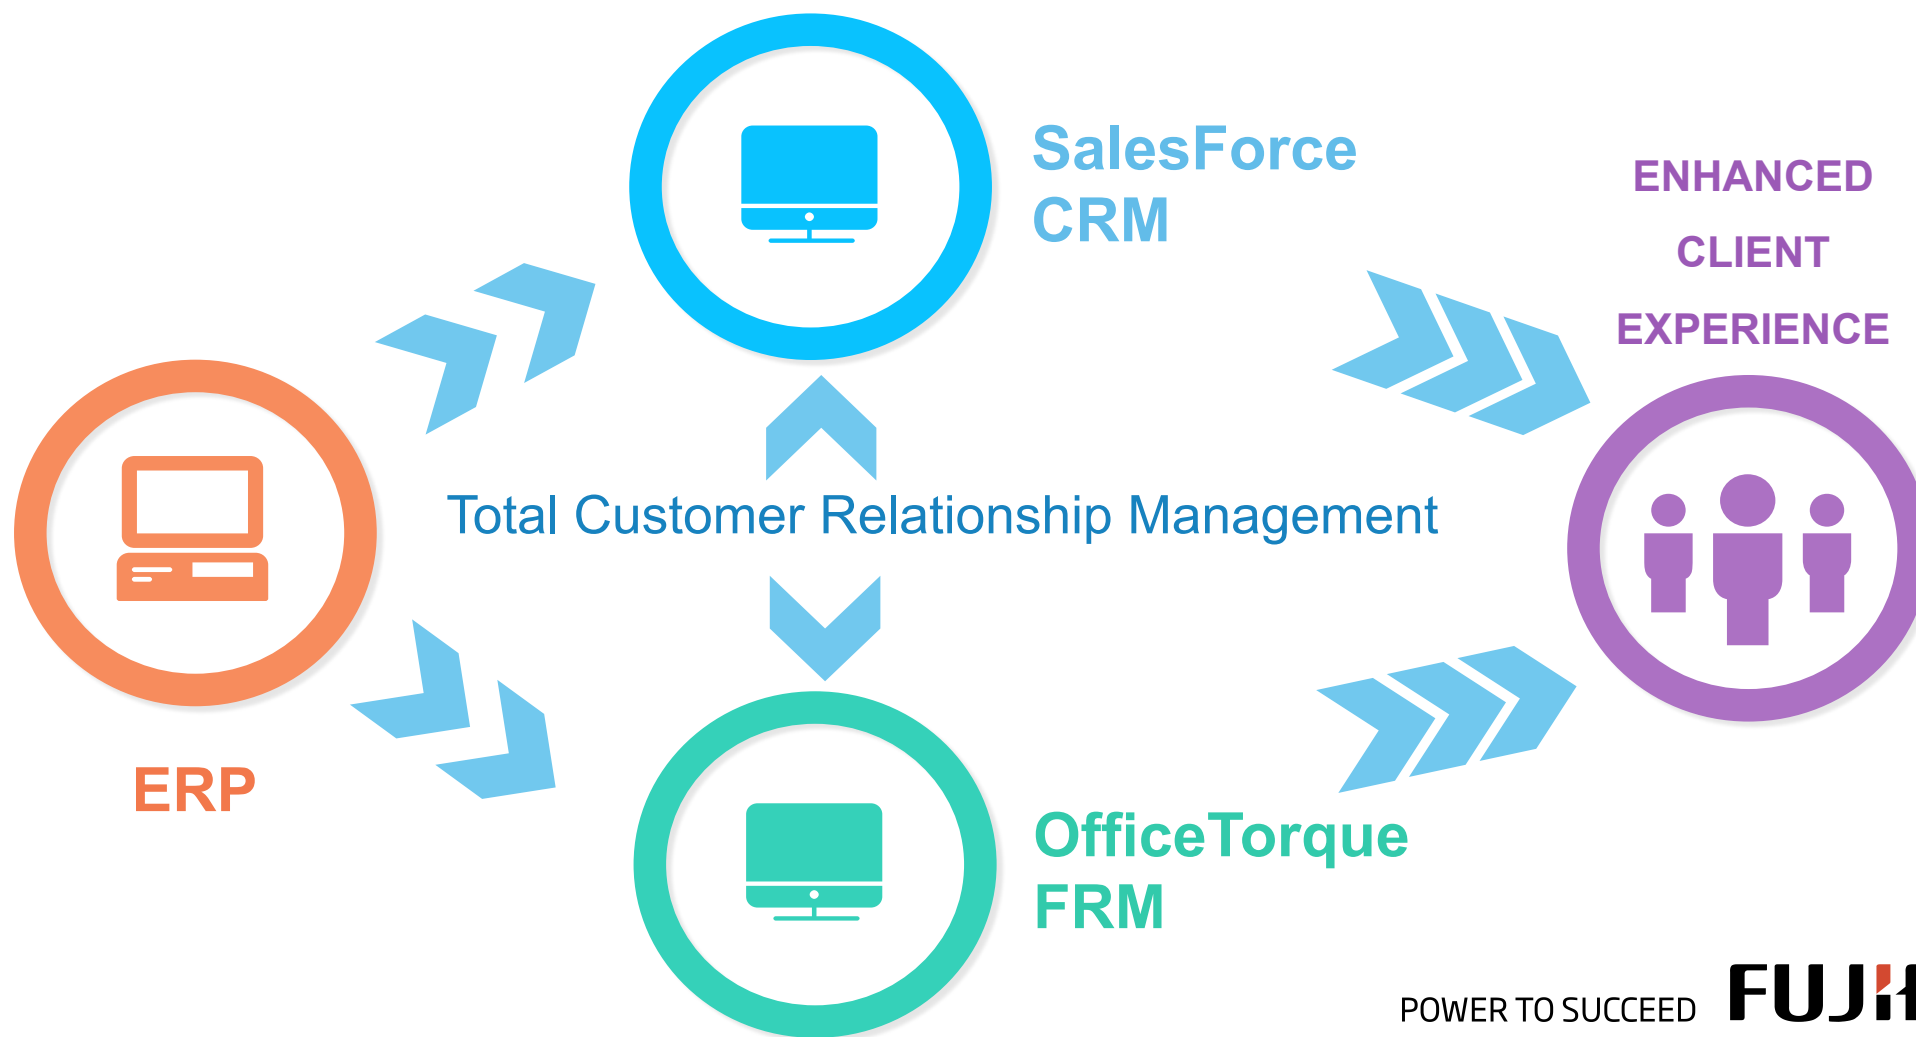 SalesForce
CRM
ENHANCED
CLIENT
EXPERIENCE
Total Customer Relationship Management
ERP
OfficeTorque
FRM
POWER TO SUCCEED